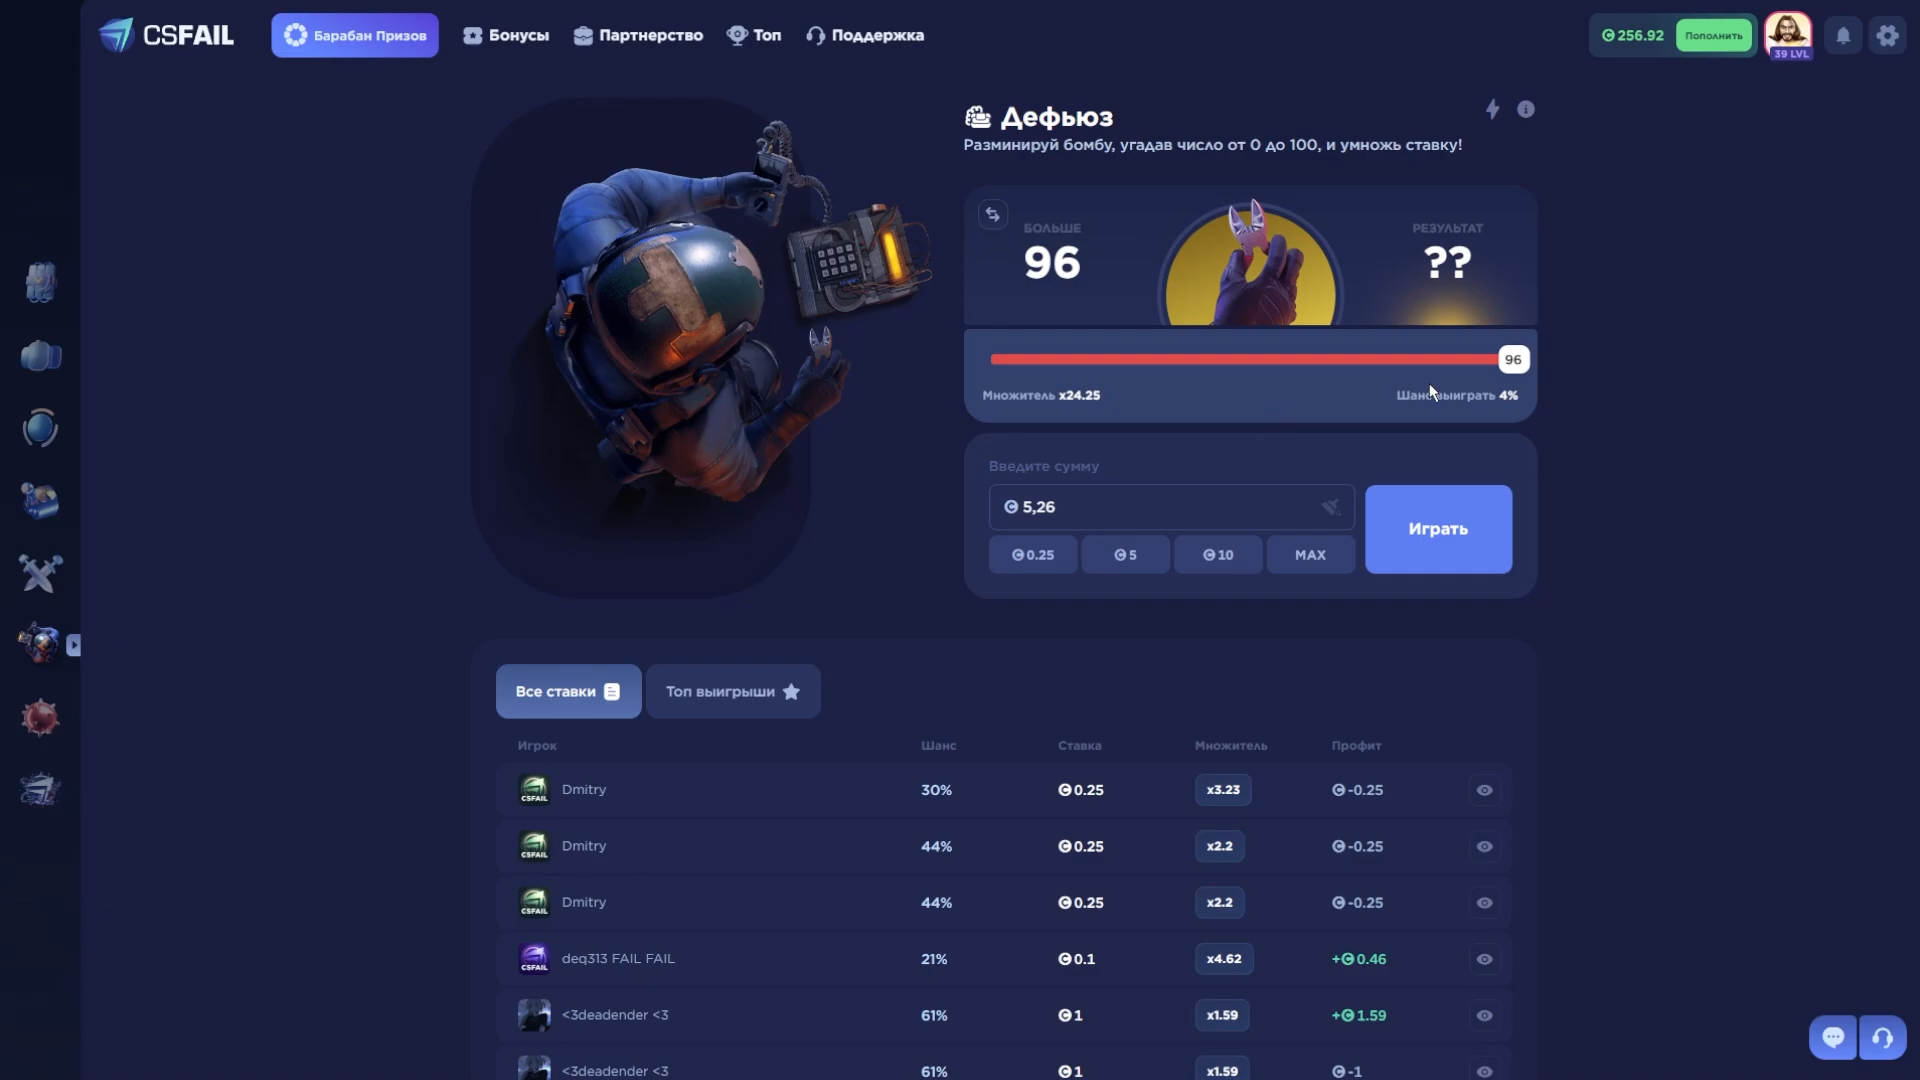 CSFAIL
Барабан Призов
Бонусы
Партнерство
Топ
Поддержка
256.92
Пополнить
39 LVL
Дефьюз
Разминируй бомбу, угадав число от 0 до 100, и умножь ставку!
БОЛЬШЕ
96
РЕЗУЛЬТАТ
??
96
Множитель x24.25
Шанс выиграть 4%
Введите сумму
5,26
0.25
5
10
MAX
Играть
Все ставки
Топ выигрыши
Игрок Шанс Ставка Множитель Профит
CSFAIL Dmitry 30% 0.25 x3.23 -0.25
CSFAIL Dmitry 44% 0.25 x2.2 -0.25
CSFAIL Dmitry 44% 0.25 x2.2 -0.25
CSFAIL deq313 FAIL FAIL 21% 0.1 x4.62 +0.46
<3deadender <3 61% 1 x1.59 +1.59
<3deadender <3 61% 1 x1.59 -1